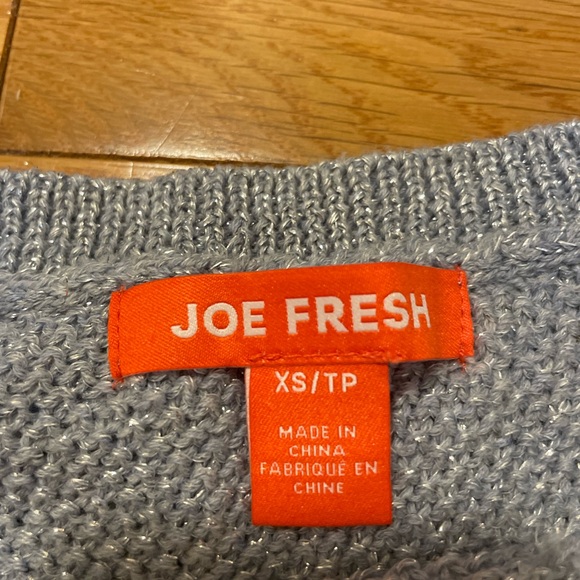 JOE FRESH
XS/TP
MADE IN
CHINA
FABRIQUÉ EN
CHINE